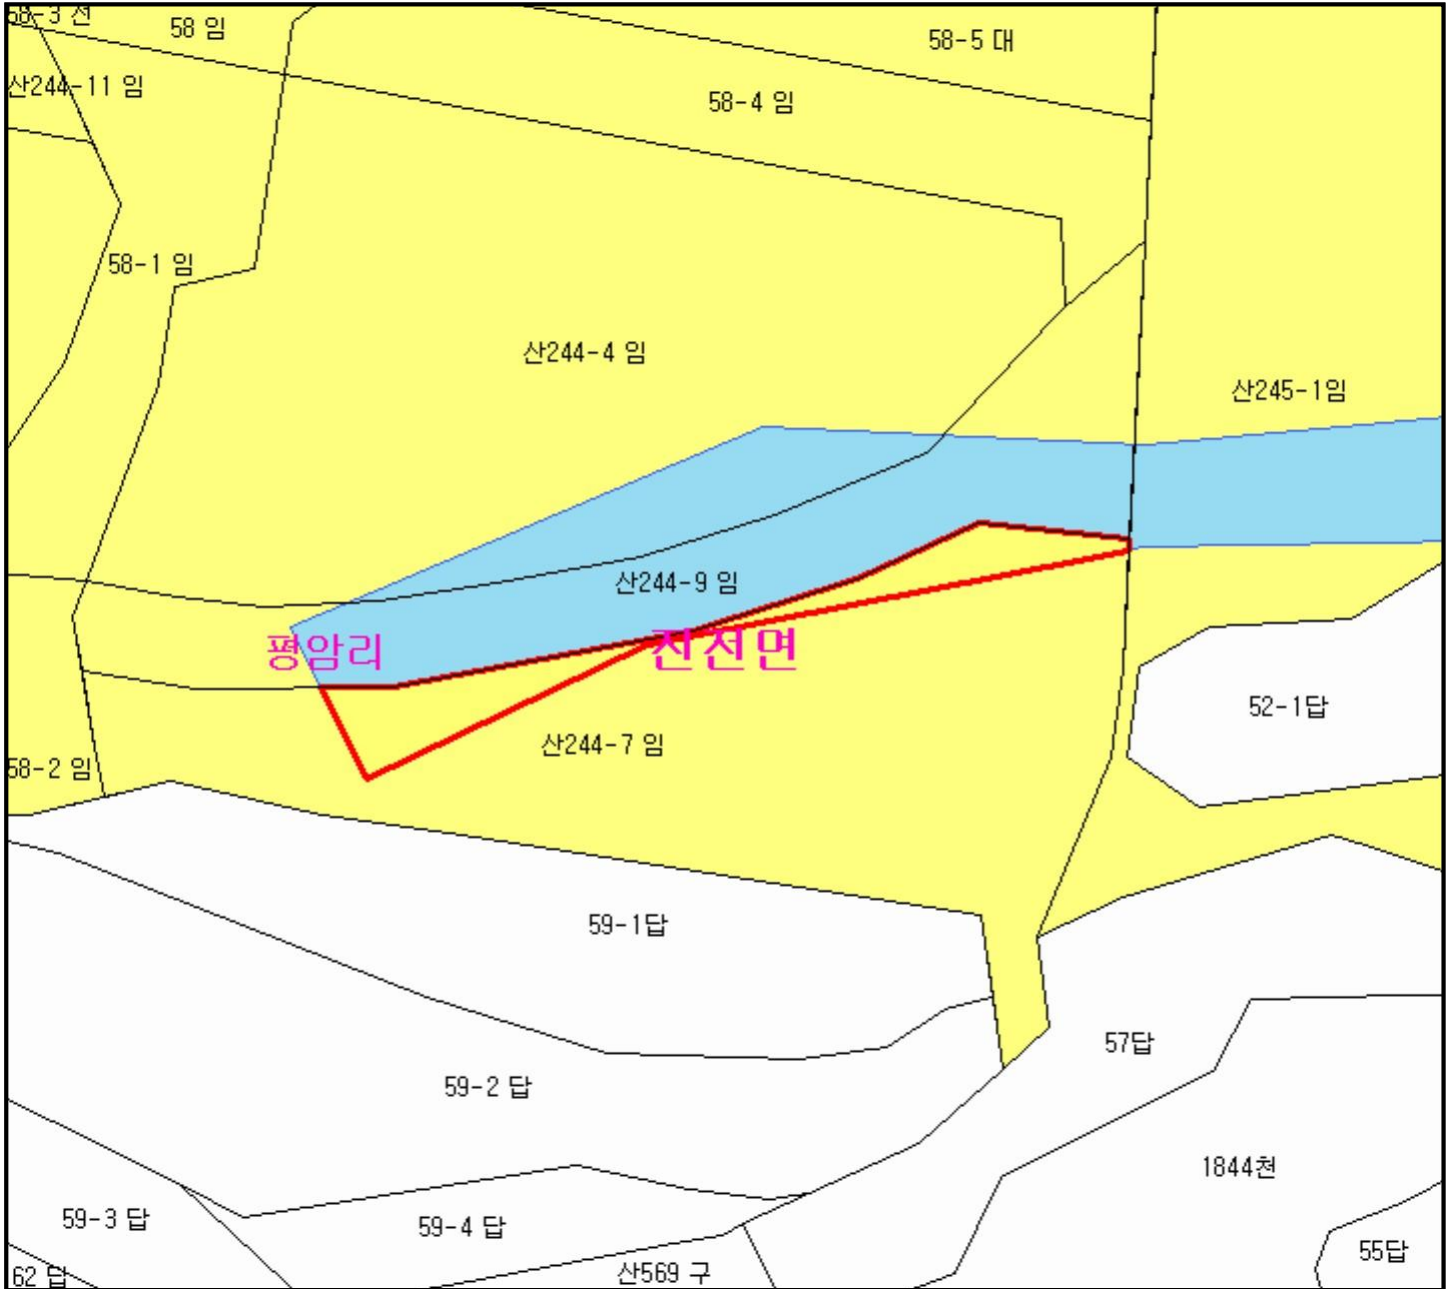 58-3 전
58 임
58-5 대
산244-11 임
58-4 임
58-1 임
산244-4 임
산245-1임
산244-9 임
평암리
진전면
52-1답
산244-7 임
58-2 임
59-1답
57답
59-2 답
1844천
59-3 답
59-4 답
55답
산569 구
62 답